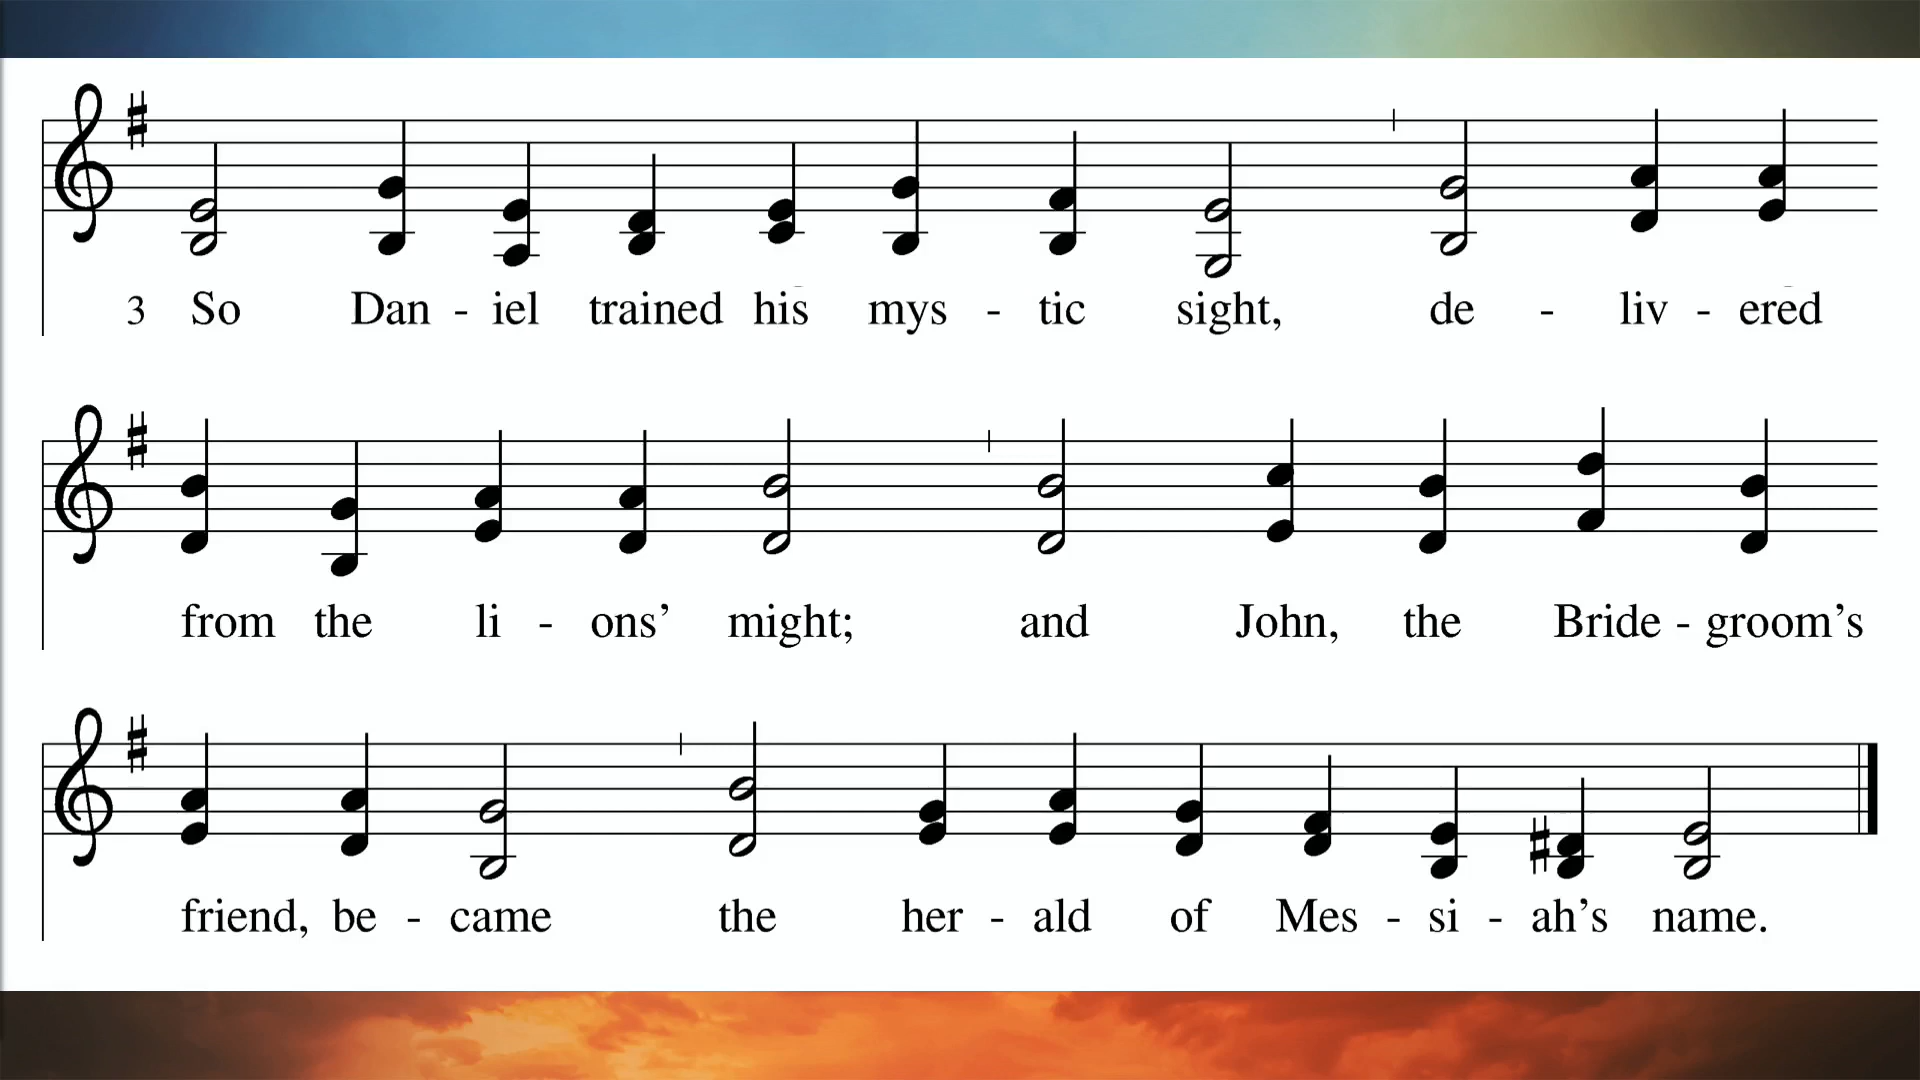 3 So Dan - iel trained his mys - tic sight, de - liv - ered
from the li - ons’ might; and John, the Bride - groom’s
friend, be - came the her - ald of Mes - si - ah’s name.